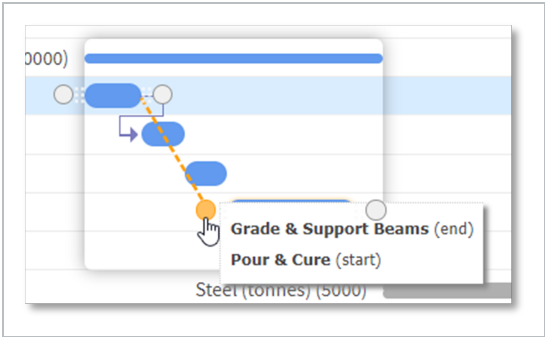 0000)
Grade & Support Beams (end)
Pour & Cure (start)
Steel (tonnes) (5000)